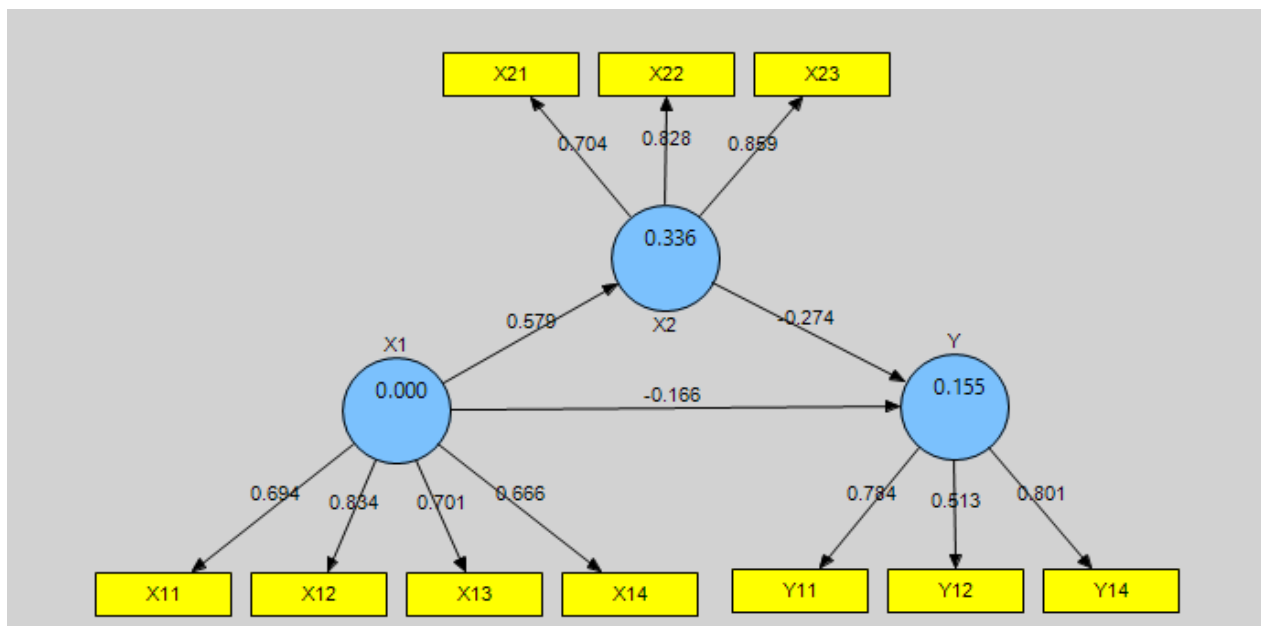 X21 X22 X23
0.704 0.828 0.859
0.336
X2
0.579 -0.274
X1 Y
0.000 -0.166 0.155
0.694 0.834 0.701 0.666 0.784 0.513 0.801
X11 X12 X13 X14 Y11 Y12 Y14